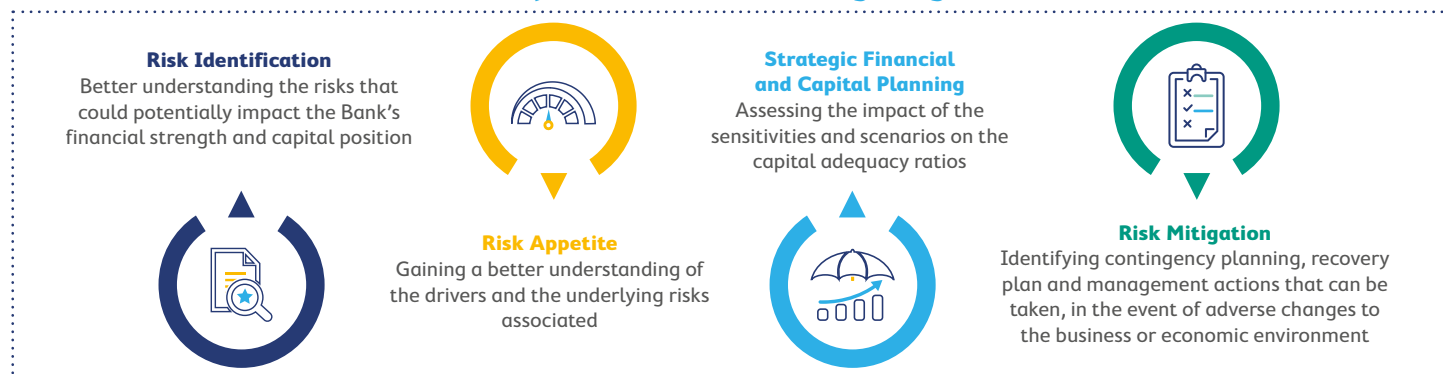 Risk Identification
Better understanding the risks that
could potentially impact the Bank's
financial strength and capital position
Risk Appetite
Gaining a better understanding of
the drivers and the underlying risks
associated
Strategic Financial
and Capital Planning
Assessing the impact of the
sensitivities and scenarios on the
capital adequacy ratios
Risk Mitigation
Identifying contingency planning, recovery
plan and management actions that can be
taken, in the event of adverse changes to
the business or economic environment